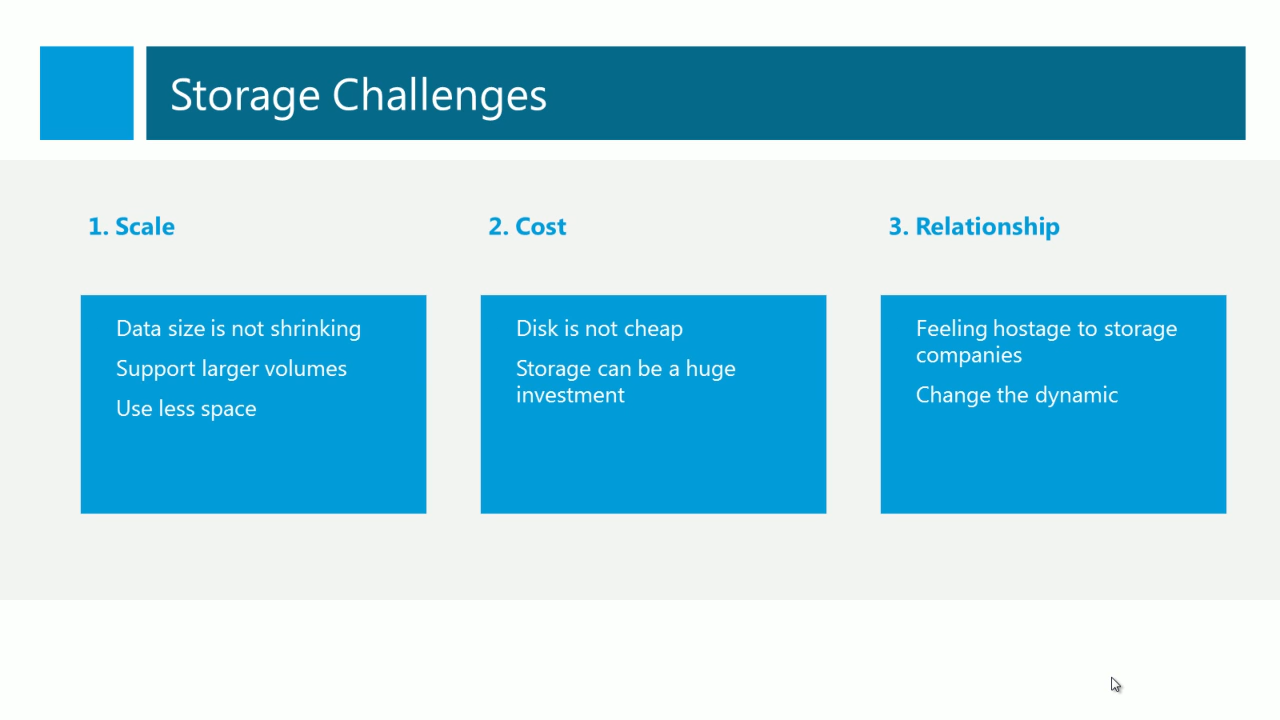 Storage Challenges
1. Scale
Data size is not shrinking
Support larger volumes
Use less space
2. Cost
Disk is not cheap
Storage can be a huge
investment
3. Relationship
Feeling hostage to storage
companies
Change the dynamic